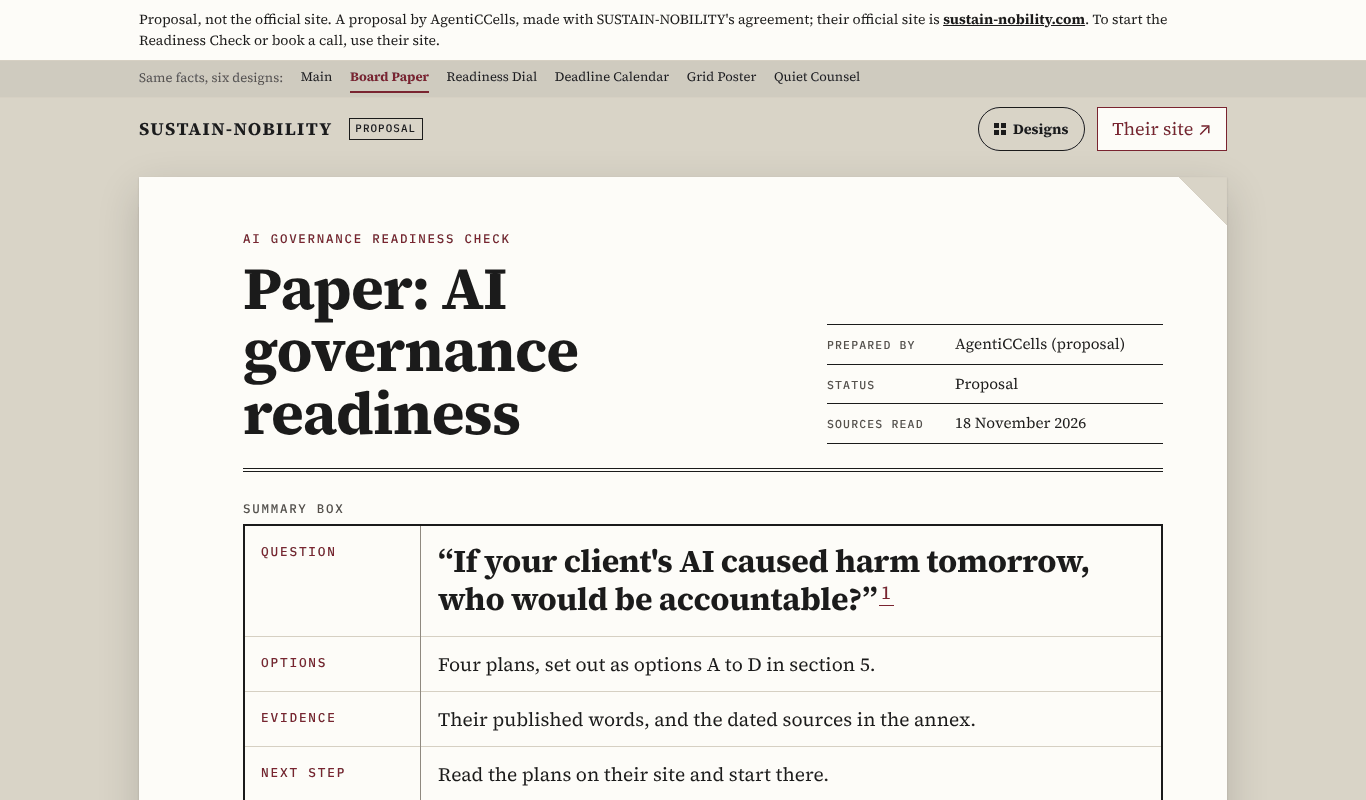 Proposal, not the official site. A proposal by AgentiCCells, made with SUSTAIN-NOBILITY's agreement; their official site is sustain-nobility.com. To start the
Readiness Check or book a call, use their site.
Same facts, six designs: Main Board Paper Readiness Dial Deadline Calendar Grid Poster Quiet Counsel
SUSTAIN-NOBILITY PROPOSAL Designs Their site ↗
AI GOVERNANCE READINESS CHECK
Paper: AI
governance
readiness
PREPARED BY AgentiCCells (proposal)
STATUS Proposal
SOURCES READ 18 November 2026
SUMMARY BOX
QUESTION “If your client's AI caused harm tomorrow,
who would be accountable?”1
OPTIONS Four plans, set out as options A to D in section 5.
EVIDENCE Their published words, and the dated sources in the annex.
NEXT STEP Read the plans on their site and start there.